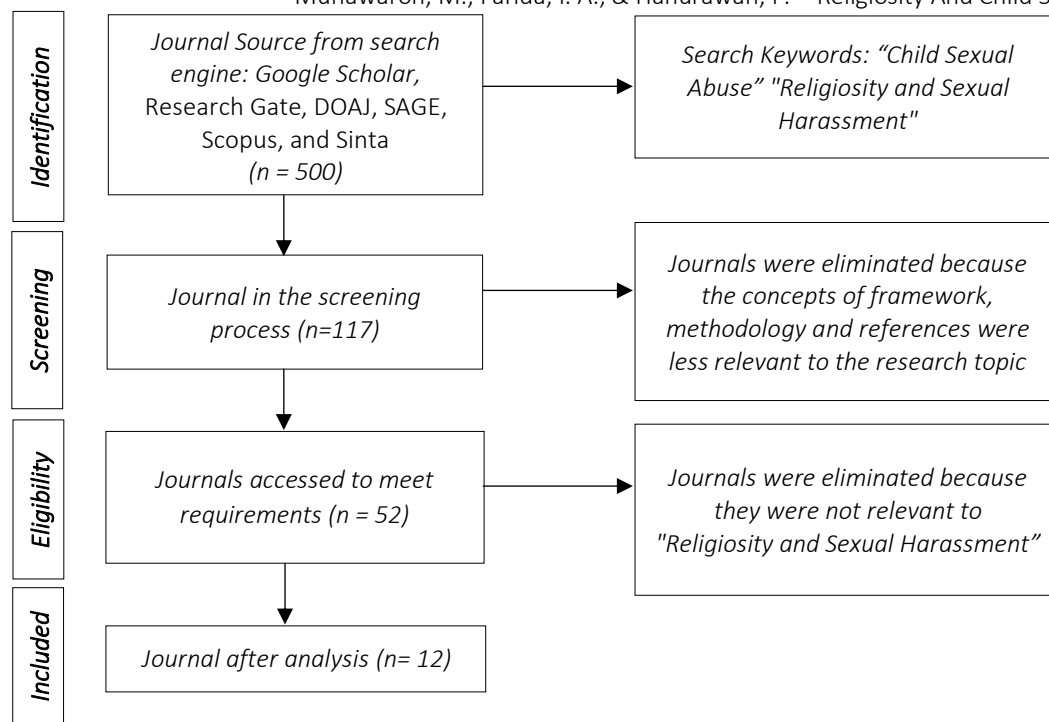 Identification
Journal Source from search
engine: Google Scholar,
Research Gate, DOAJ, SAGE,
Scopus, and Sinta
(n = 500)
Search Keywords: “Child Sexual
Abuse” "Religiosity and Sexual
Harassment"
Screening
Journal in the screening
process (n=117)
Journals were eliminated because
the concepts of framework,
methodology and references were
less relevant to the research topic
Eligibility
Journals accessed to meet
requirements (n = 52)
Journals were eliminated because
they were not relevant to
"Religiosity and Sexual Harassment”
Included
Journal after analysis (n= 12)